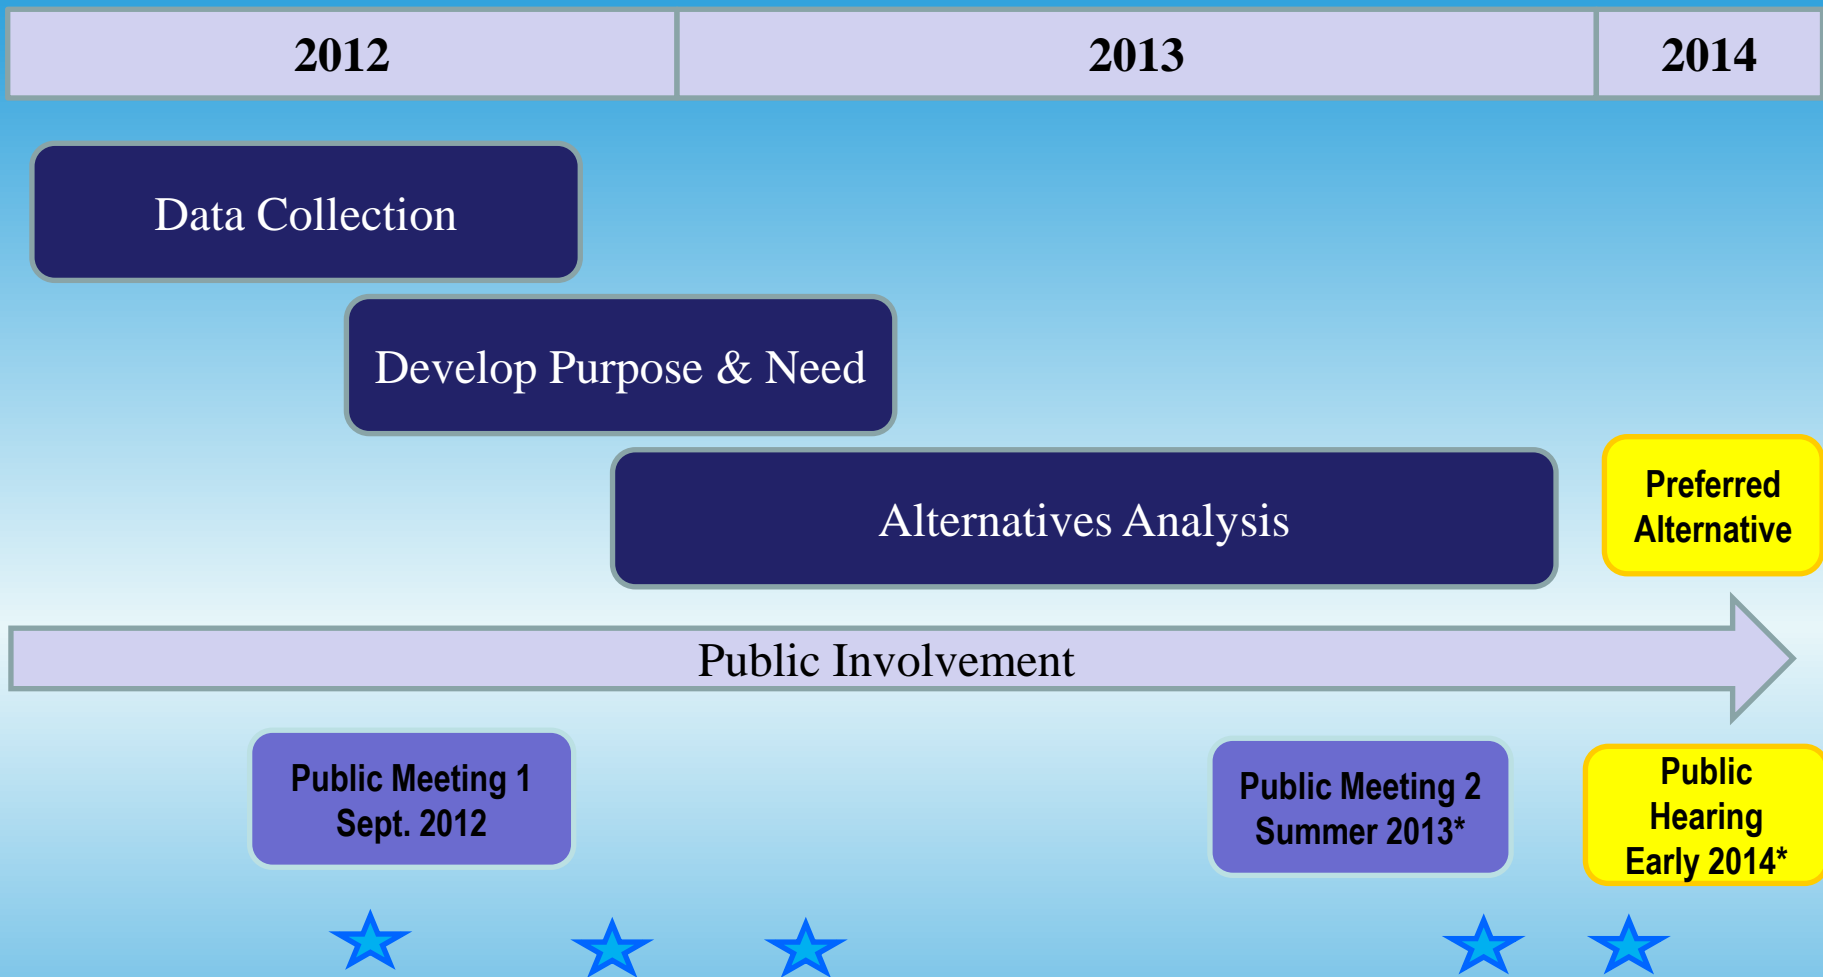 2012
2013
2014
Data Collection
Develop Purpose & Need
Alternatives Analysis
Preferred
Alternative
Public Involvement
Public Meeting 1
Sept. 2012
Public Meeting 2
Summer 2013*
Public
Hearing
Early 2014*